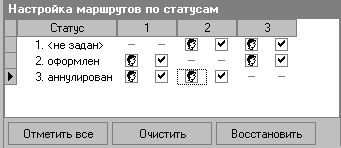 Настройка маршрутов по статусам
Статус 1 2 3
1. <не задан> – –
2. оформлен – –
3. аннулирован – –
Отметить все Очистить Восстановить